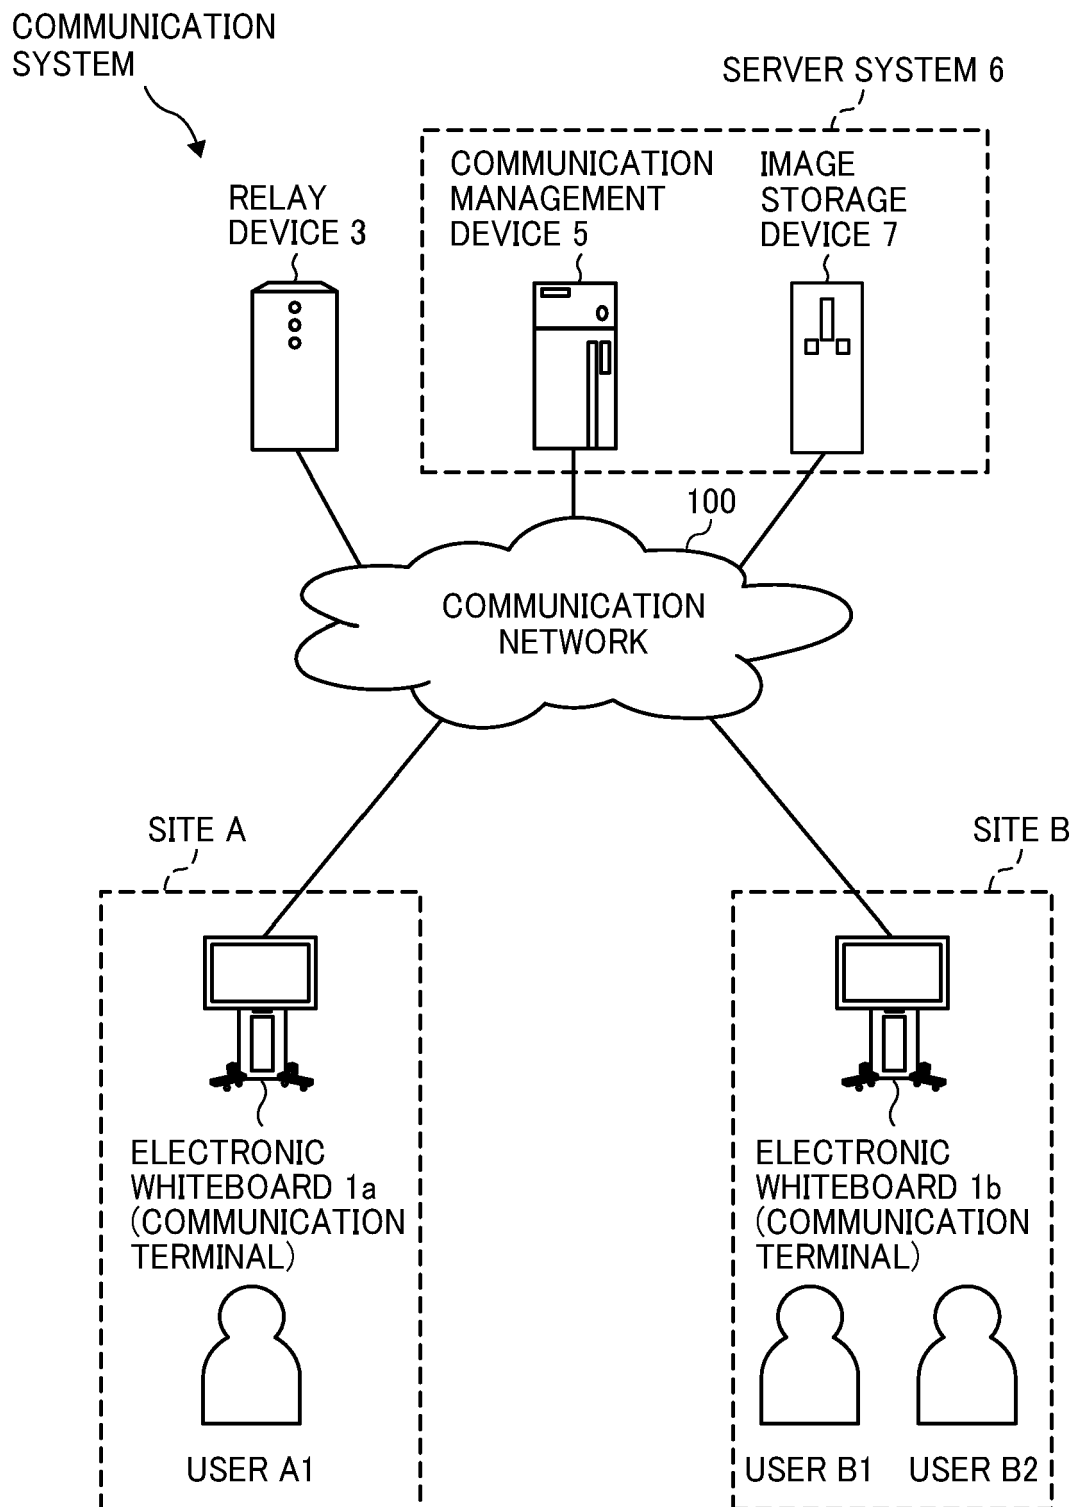 COMMUNICATION
SYSTEM
SERVER SYSTEM 6
RELAY
DEVICE 3
COMMUNICATION
MANAGEMENT
DEVICE 5
IMAGE
STORAGE
DEVICE 7
100
COMMUNICATION
NETWORK
SITE A
SITE B
ELECTRONIC
WHITEBOARD 1a
(COMMUNICATION
TERMINAL)
USER A1
ELECTRONIC
WHITEBOARD 1b
(COMMUNICATION
TERMINAL)
USER B1
USER B2